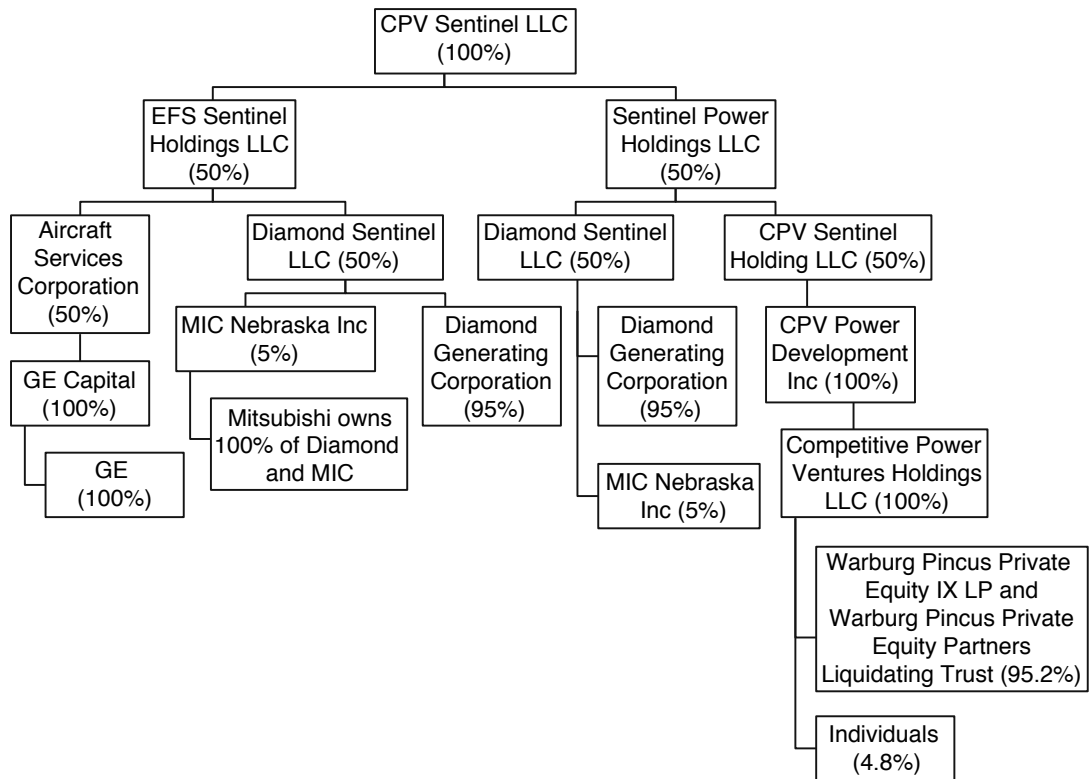 CPV Sentinel LLC
(100%)
EFS Sentinel
Holdings LLC
(50%)
Sentinel Power
Holdings LLC
(50%)
Aircraft
Services
Corporation
(50%)
Diamond Sentinel
LLC (50%)
Diamond Sentinel
LLC (50%)
CPV Sentinel
Holding LLC (50%)
MIC Nebraska Inc
(5%)
Diamond
Generating
Corporation
(95%)
Diamond
Generating
Corporation
(95%)
CPV Power
Development
Inc (100%)
GE Capital
(100%)
Mitsubishi owns
100% of Diamond
and MIC
Competitive Power
Ventures Holdings
LLC (100%)
GE
(100%)
MIC Nebraska
Inc (5%)
Warburg Pincus Private
Equity IX LP and
Warburg Pincus Private
Equity Partners
Liquidating Trust (95.2%)
Individuals
(4.8%)